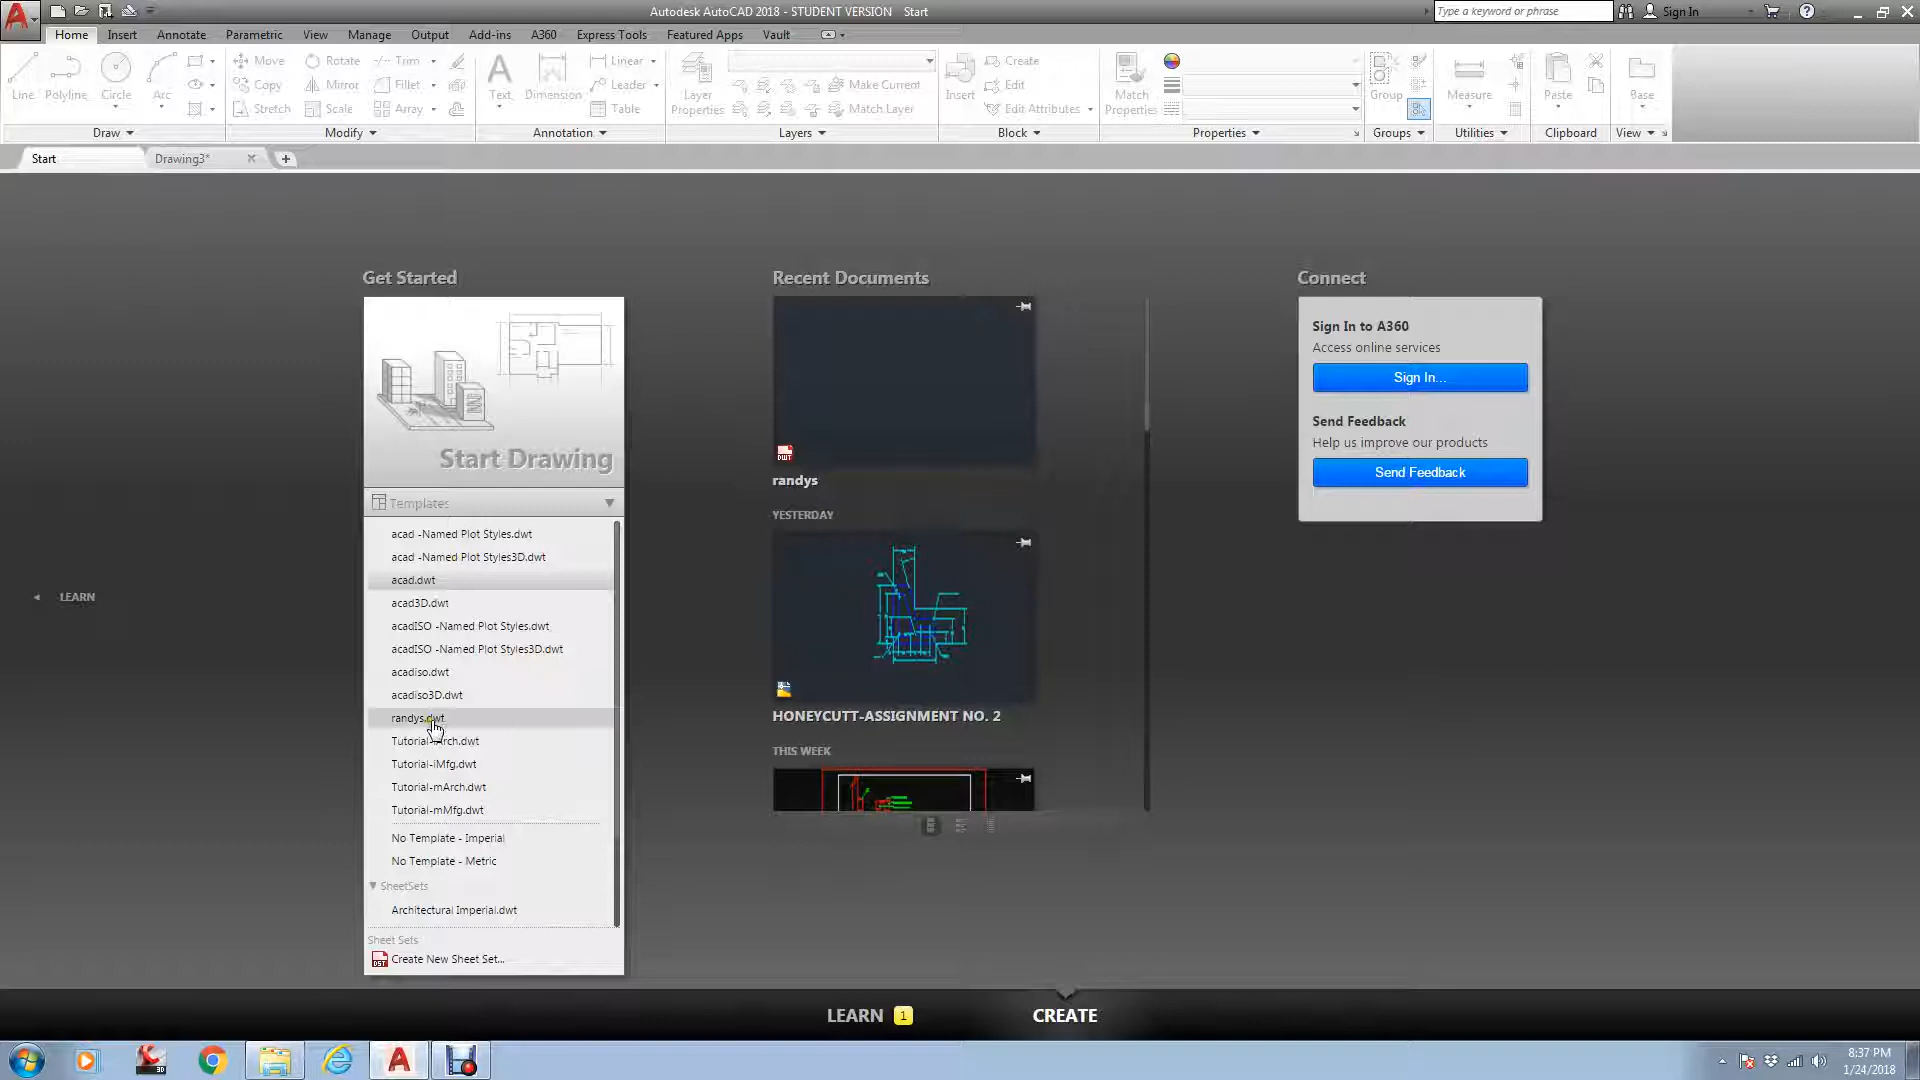 Autodesk AutoCAD 2018 - STUDENT VERSION Start
Type a keyword or phrase
Sign In
Home Insert Annotate Parametric View Manage Output Add-ins A360 Express Tools Featured Apps Vault
Line Polyline Circle Arc
Move Rotate Trim
Copy Mirror Fillet
Stretch Scale Array
Text Dimension
Linear
Leader
Table
Layer Properties
Make Current
Match Layer
Insert
Create
Edit
Edit Attributes
Match Properties
Group
Measure
Paste
Base
Draw Modify Annotation Layers Block Properties Groups Utilities Clipboard View
Start Drawing3*
Get Started
Start Drawing
Templates
acad -Named Plot Styles.dwt
acad -Named Plot Styles3D.dwt
acad.dwt
acad3D.dwt
acadISO -Named Plot Styles.dwt
acadISO -Named Plot Styles3D.dwt
acadiso.dwt
acadiso3D.dwt
randys.dwt
Tutorial-iArch.dwt
Tutorial-iMfg.dwt
Tutorial-mArch.dwt
Tutorial-mMfg.dwt
No Template - Imperial
No Template - Metric
SheetSets
Architectural Imperial.dwt
Sheet Sets
Create New Sheet Set...
LEARN
Recent Documents
DWT
randys
YESTERDAY
HONEYCUTT-ASSIGNMENT NO. 2
THIS WEEK
Connect
Sign In to A360
Access online services
Sign In...
Send Feedback
Help us improve our products
Send Feedback
LEARN 1
CREATE
8:37 PM
1/24/2018